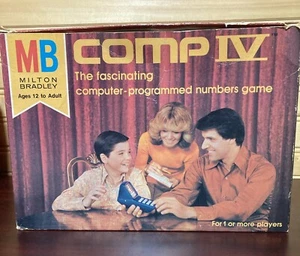 MB
MILTON
BRADLEY
Ages 12 to Adult
COMP IV
The fascinating
computer-programmed numbers game
For 1 or more players